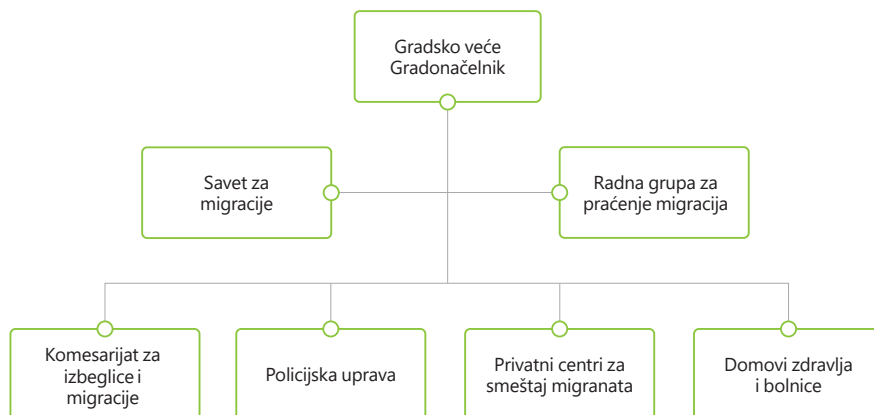 Gradsko veće
Gradonačelnik
Savet za
migracije
Radna grupa za
praćenje migracija
Komesarijat za
izbeglice i
migracije
Policijska uprava
Privatni centri za
smeštaj migranata
Domovi zdravlja
i bolnice